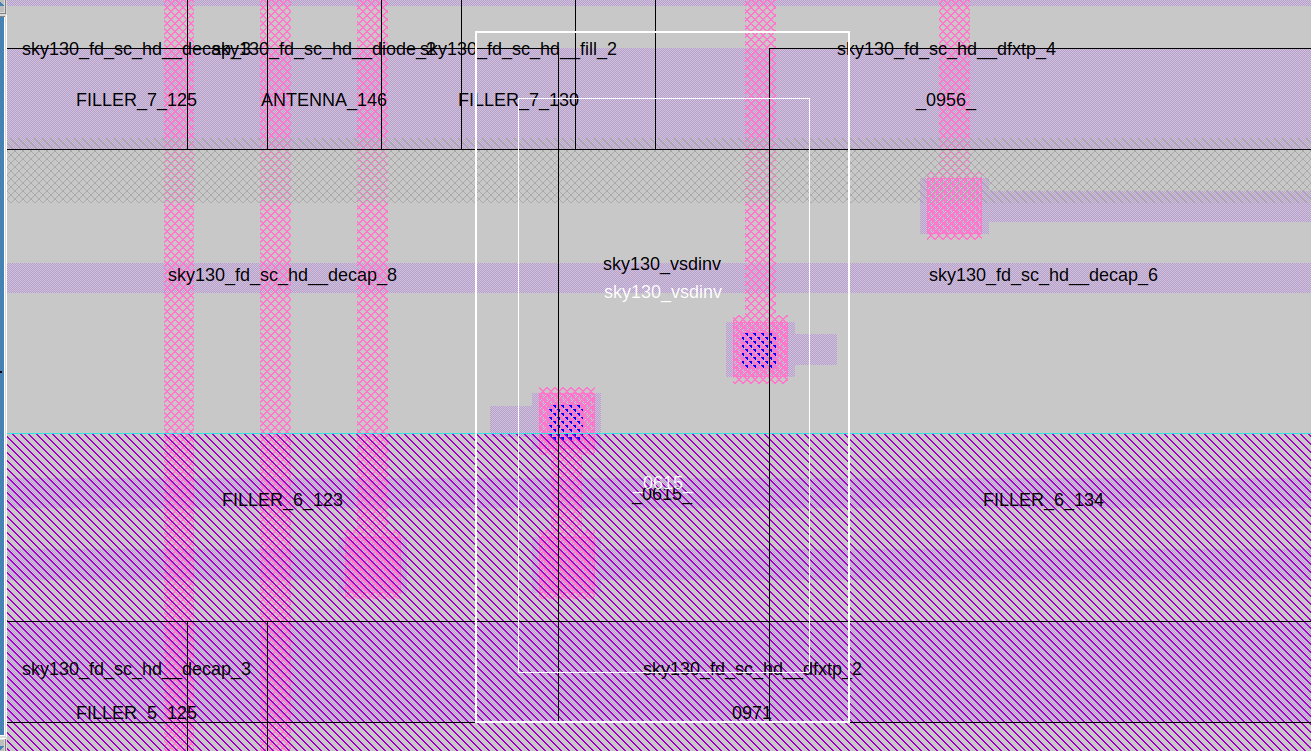 sky130_fd_sc_hd__decap_3 sky130_fd_sc_hd__diode_2 sky130_fd_sc_hd__fill_2 sky130_fd_sc_hd__dfxtp_4
FILLER_7_125 ANTENNA_146 FILLER_7_130 _0956_
sky130_vsdinv
sky130_fd_sc_hd__decap_8 sky130_fd_sc_hd__decap_6
sky130_vsdinv
_0615_
FILLER_6_123 _0615_ FILLER_6_134
sky130_fd_sc_hd__decap_3 sky130_fd_sc_hd__dfxtp_2
FILLER_5_125 _0971_